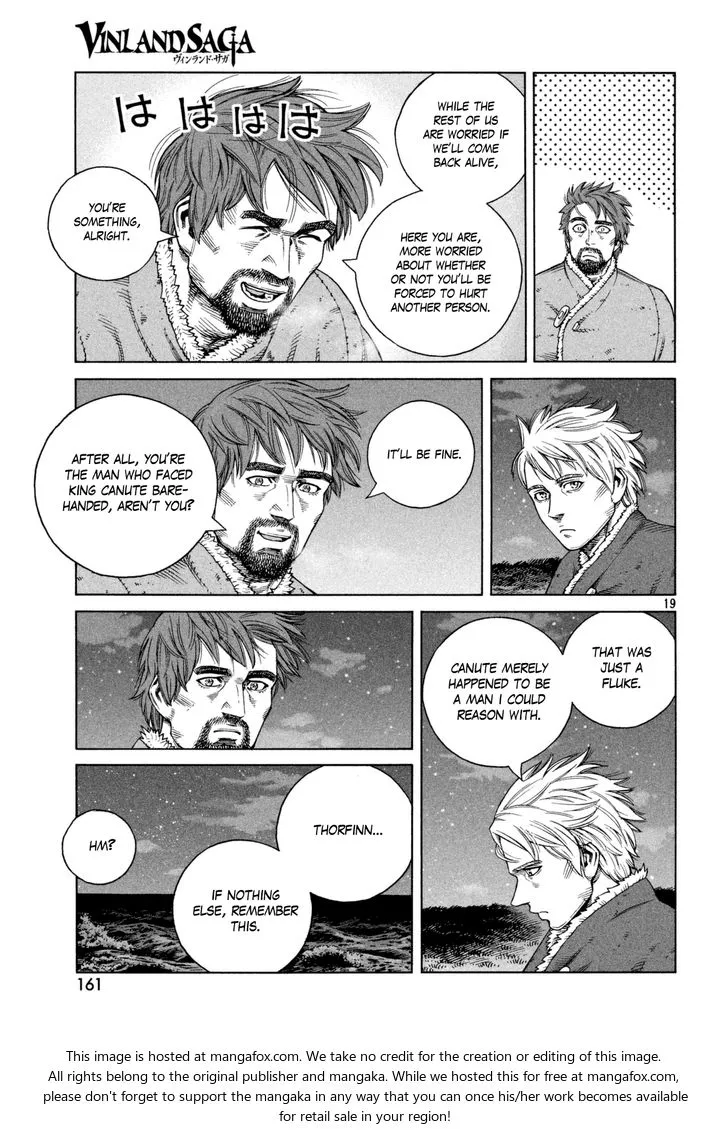 VINLAND SAGA
ヴィンランド・サガ
はははは
WHILE THE
REST OF US
ARE WORRIED IF
WE'LL COME
BACK ALIVE,
HERE YOU ARE,
MORE WORRIED
ABOUT WHETHER
OR NOT YOU'LL BE
FORCED TO HURT
ANOTHER PERSON.
YOU'RE
SOMETHING,
ALRIGHT.
IT'LL BE FINE.
AFTER ALL, YOU'RE
THE MAN WHO FACED
KING CANUTE BARE-
HANDED, AREN'T YOU?
19
THAT WAS
JUST A
FLUKE.
CANUTE MERELY
HAPPENED TO BE
A MAN I COULD
REASON WITH.
THORFINN...
IF NOTHING
ELSE, REMEMBER
THIS.
HM?
161
This image is hosted at mangafox.com. We take no credit for the creation or editing of this image.
All rights belong to the original publisher and mangaka. While we hosted this for free at mangafox.com,
please don't forget to support the mangaka in any way that you can once his/her work becomes available
for retail sale in your region!